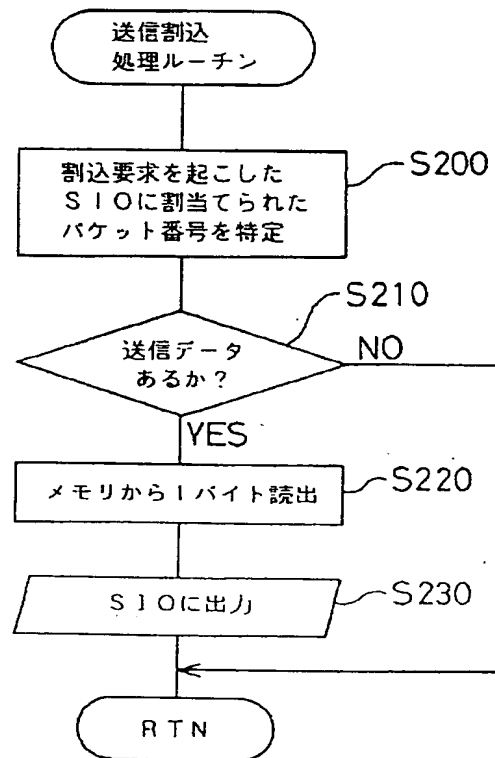 送信割込
処理ルーチン
割込要求を起こした
SIOに割当てられた
パケット番号を特定
S200
S210
送信データ
あるか？
NO
YES
メモリから1バイト読出
S220
SIOに出力
S230
RTN